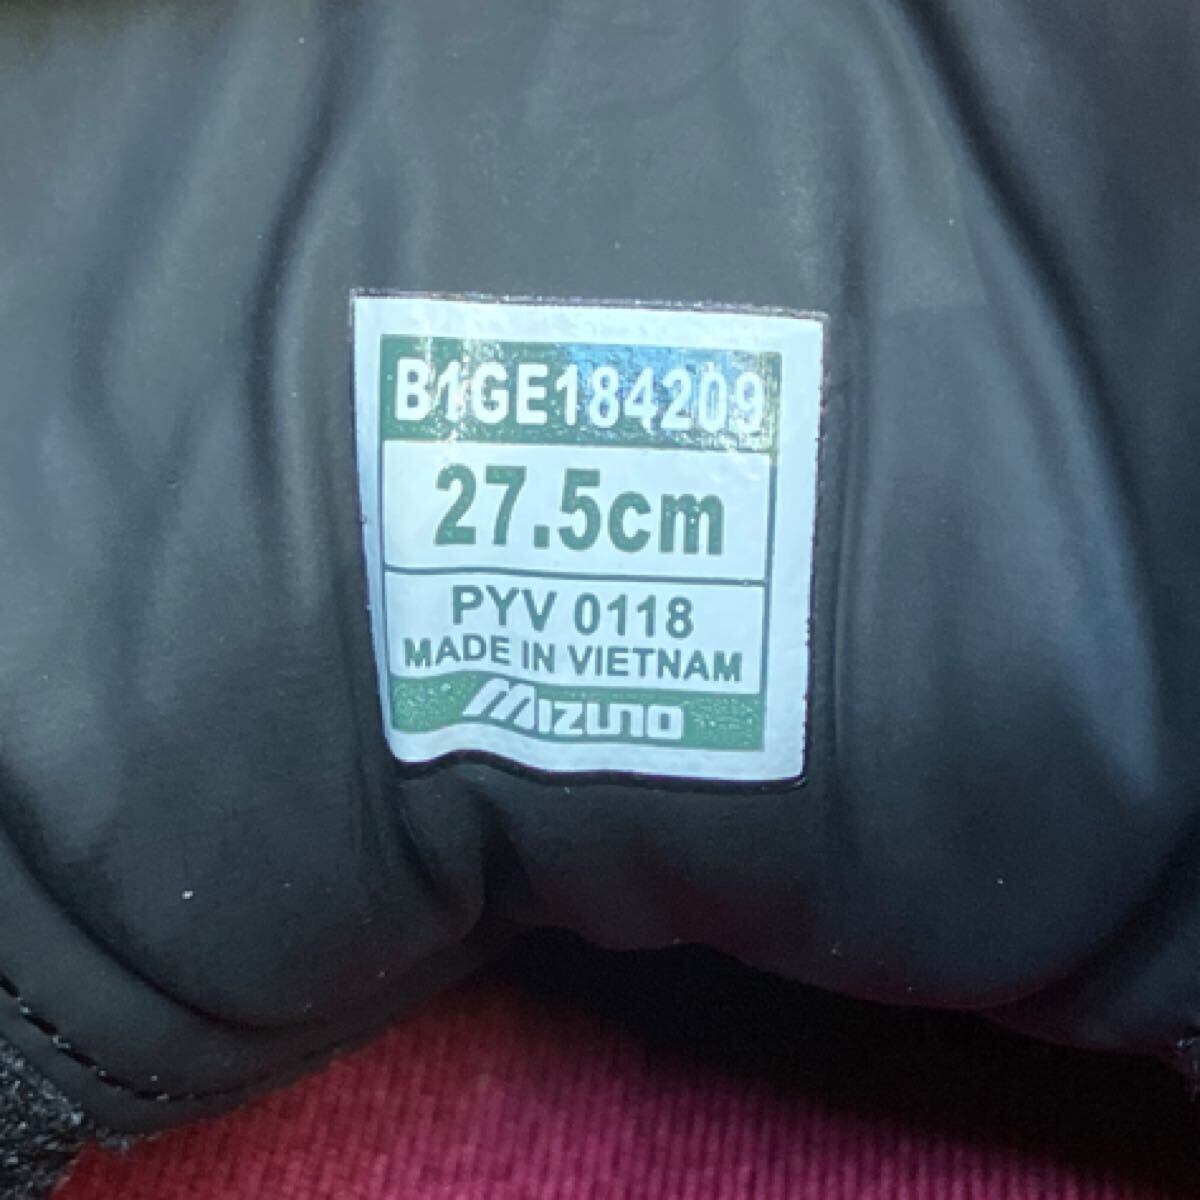 B1GE184209
27.5cm
PYV 0118
MADE IN VIETNAM
MIZUNO